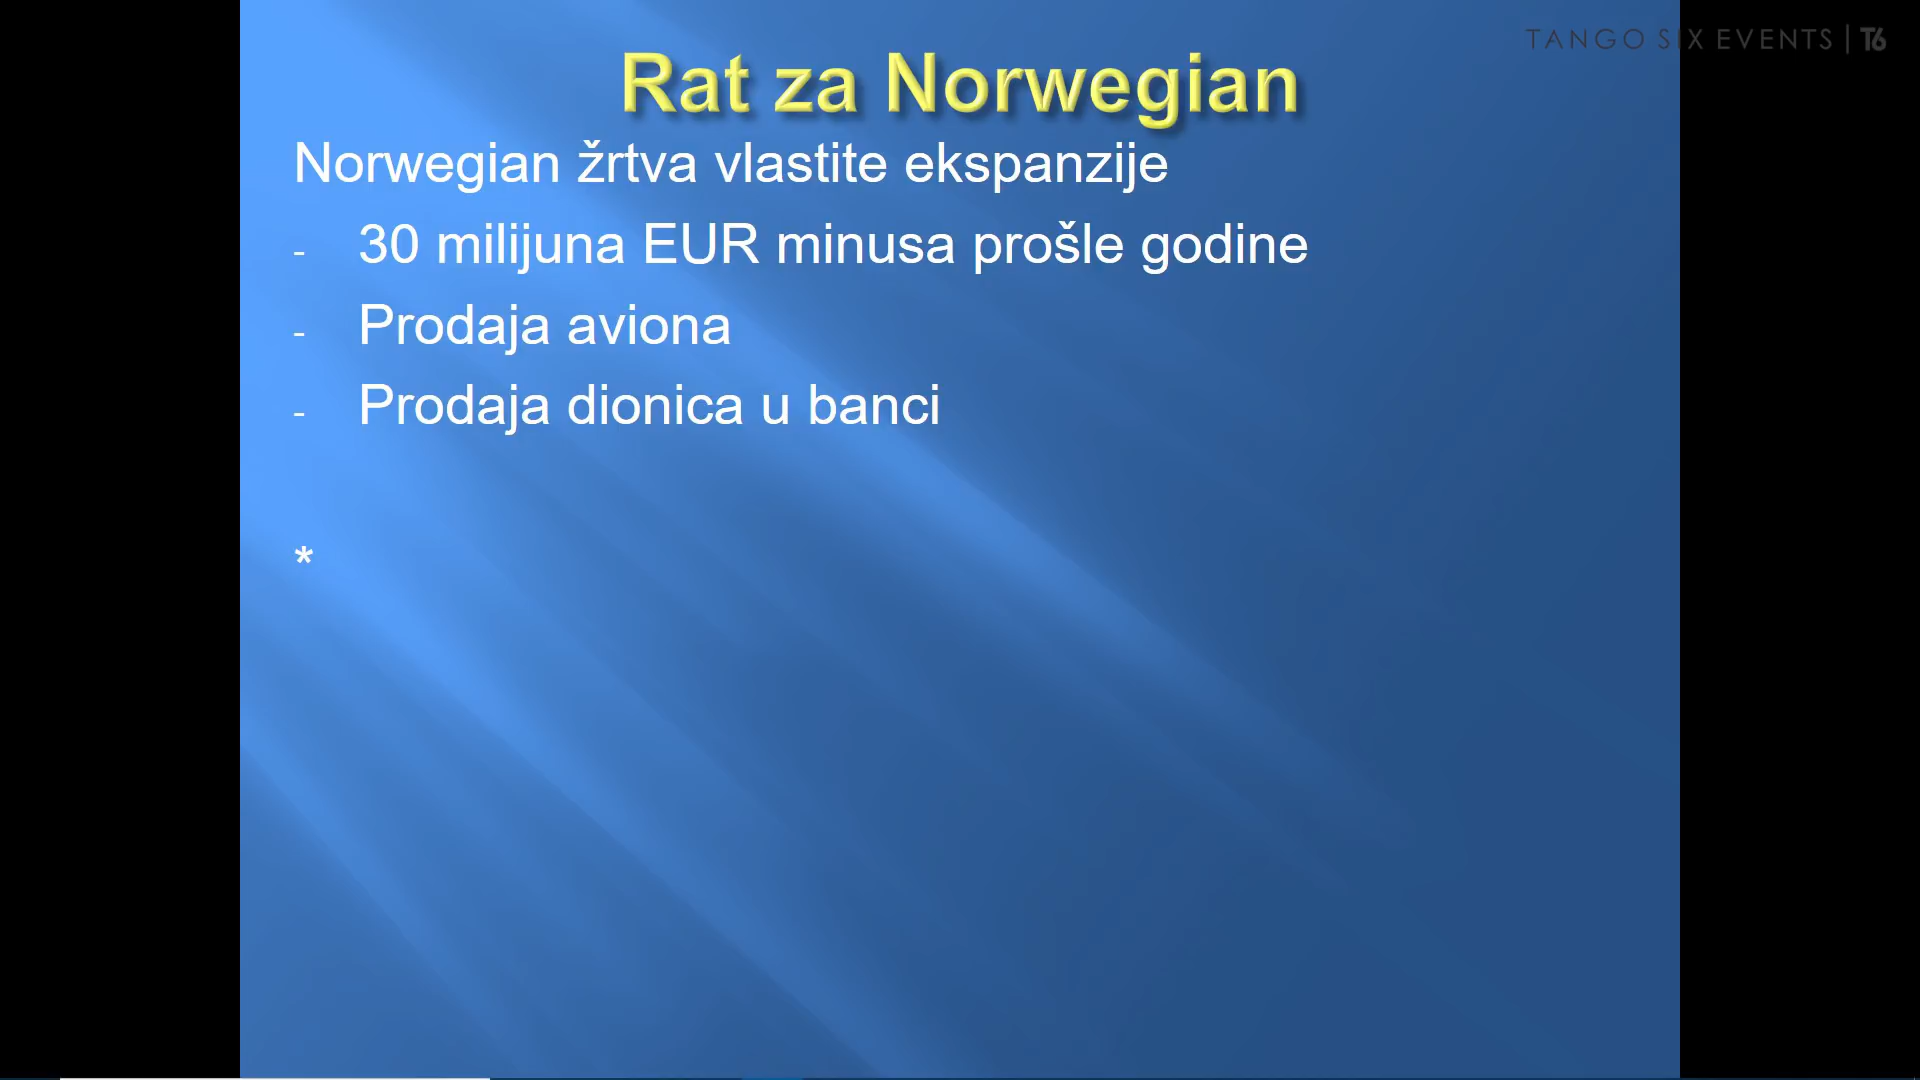 TANGO SIX EVENTS | T6
Rat za Norwegian
Norwegian žrtva vlastite ekspanzije
- 30 milijuna EUR minusa prošle godine
- Prodaja aviona
- Prodaja dionica u banci
*